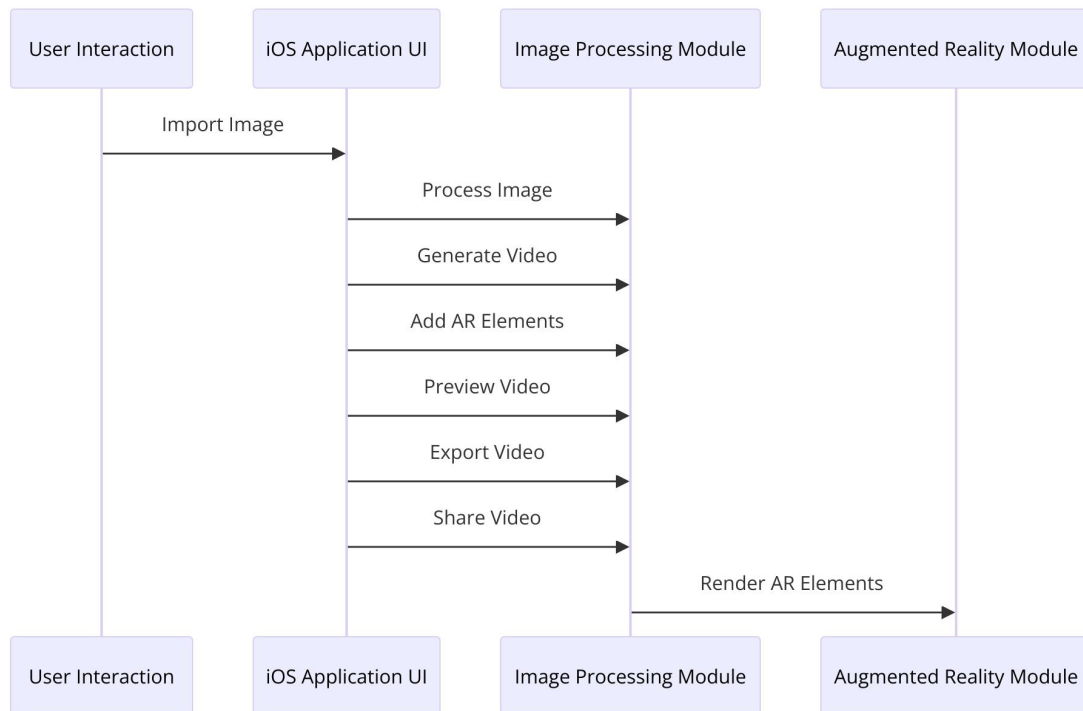 User Interaction
iOS Application UI
Image Processing Module
Augmented Reality Module
Import Image
Process Image
Generate Video
Add AR Elements
Preview Video
Export Video
Share Video
Render AR Elements
User Interaction
iOS Application UI
Image Processing Module
Augmented Reality Module